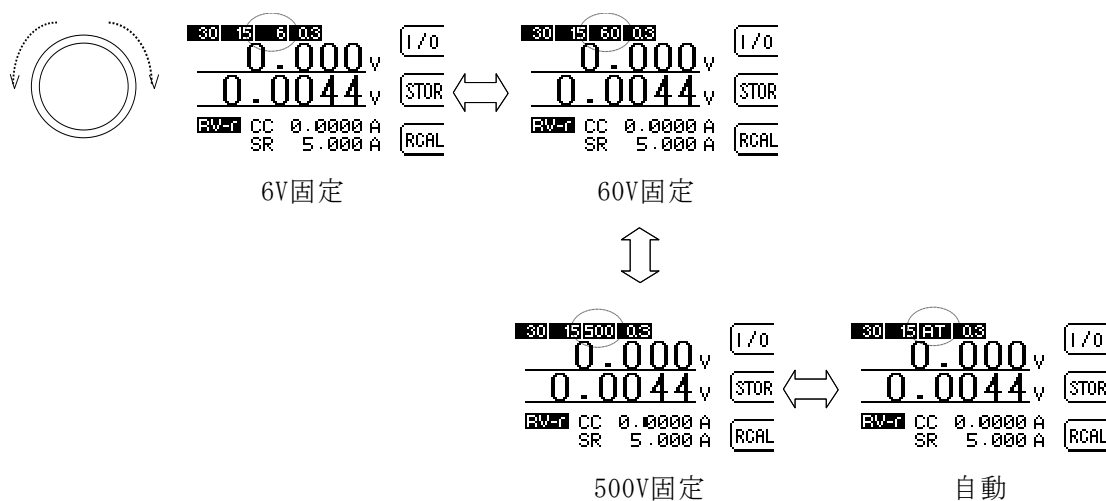 30 15 6 0.3
0.000 V
0.0044 V
RV-r CC 0.0000 A
SR 5.000 A
I/O
STOR
RCAL
6V固定
30 15 60 0.3
0.000 V
0.0044 V
RV-r CC 0.0000 A
SR 5.000 A
I/O
STOR
RCAL
60V固定
30 15 500 0.3
0.000 V
0.0044 V
RV-r CC 0.0000 A
SR 5.000 A
I/O
STOR
RCAL
500V固定
30 15 AT 0.3
0.000 V
0.0044 V
RV-r CC 0.0000 A
SR 5.000 A
I/O
STOR
RCAL
自動